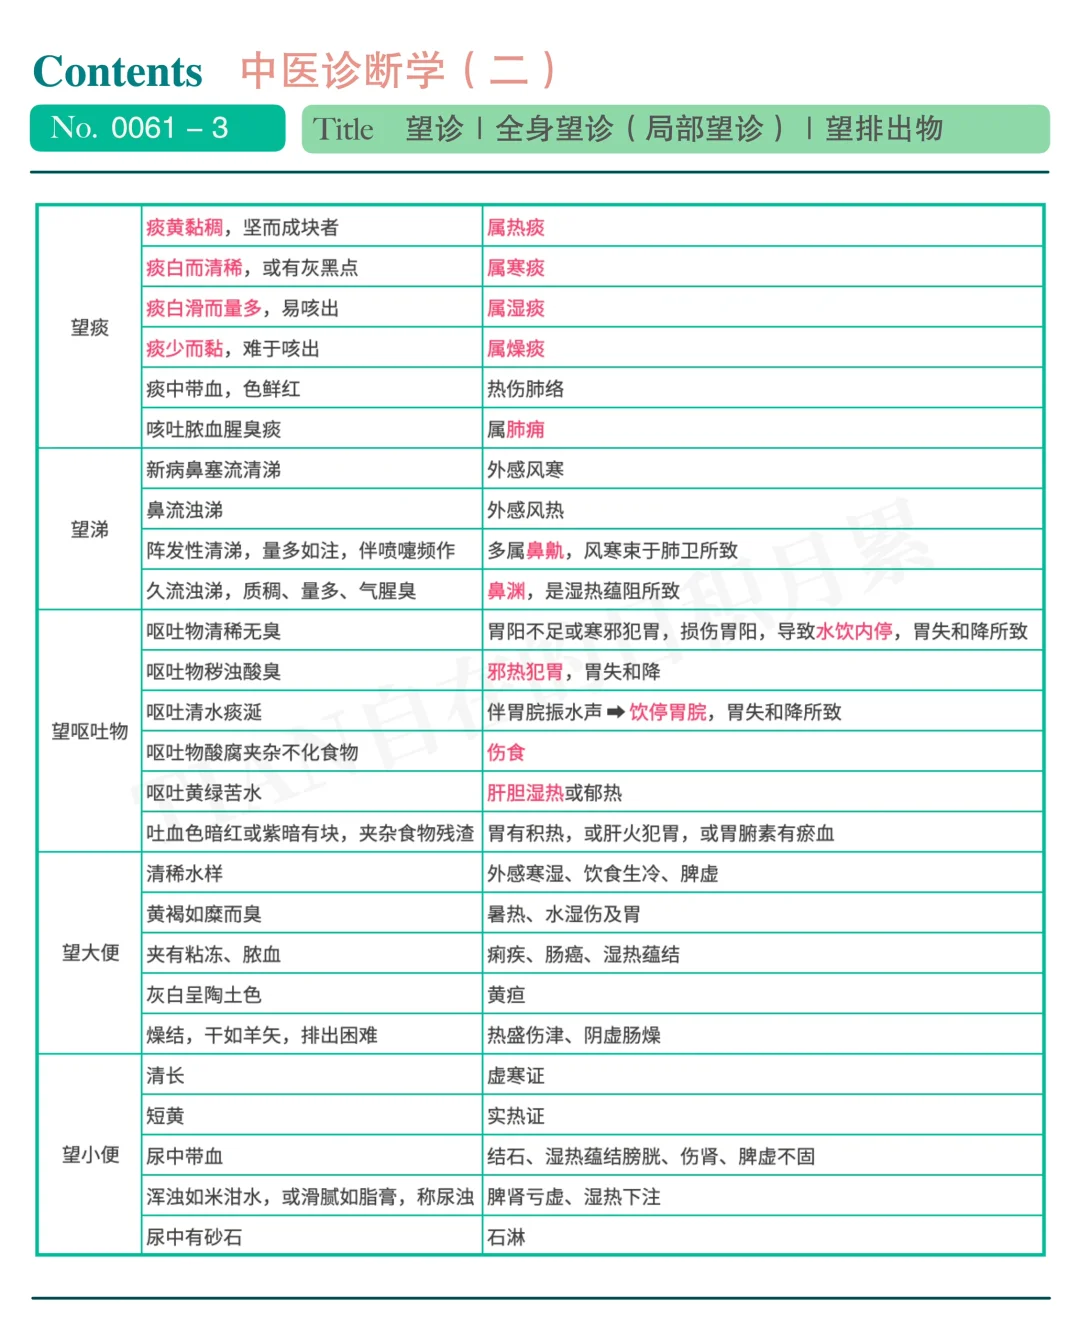 Contents 中医诊断学（二）
No. 0061 – 3 Title 望诊 | 全身望诊（局部望诊） | 望排出物
望痰
痰黄黏稠，坚而成块者 属热痰
痰白而清稀，或有灰黑点 属寒痰
痰白滑而量多，易咳出 属湿痰
痰少而黏，难于咳出 属燥痰
痰中带血，色鲜红 热伤肺络
咳吐脓血腥臭痰 属肺痈
望涕
新病鼻塞流清涕 外感风寒
鼻流浊涕 外感风热
阵发性清涕，量多如注，伴喷嚏频作 多属鼻鼽，风寒束于肺卫所致
久流浊涕，质稠、量多、气腥臭 鼻渊，是湿热蕴阻所致
望呕吐物
呕吐物清稀无臭 胃阳不足或寒邪犯胃，损伤胃阳，导致水饮内停，胃失和降所致
呕吐物秽浊酸臭 邪热犯胃，胃失和降
呕吐清水痰涎 伴胃脘振水声➡饮停胃脘，胃失和降所致
呕吐物酸腐夹杂不化食物 伤食
呕吐黄绿苦水 肝胆湿热或郁热
吐血色暗红或紫暗有块，夹杂食物残渣 胃有积热，或肝火犯胃，或胃腑素有瘀血
望大便
清稀水样 外感寒湿、饮食生冷、脾虚
黄褐如糜而臭 暑热、水湿伤及胃
夹有粘冻、脓血 痢疾、肠癌、湿热蕴结
灰白呈陶土色 黄疸
燥结，干如羊矢，排出困难 热盛伤津、阴虚肠燥
望小便
清长 虚寒证
短黄 实热证
尿中带血 结石、湿热蕴结膀胱、伤肾、脾虚不固
浑浊如米泔水，或滑腻如脂膏，称尿浊 脾肾亏虚、湿热下注
尿中有砂石 石淋
TIAN自在的日积月累